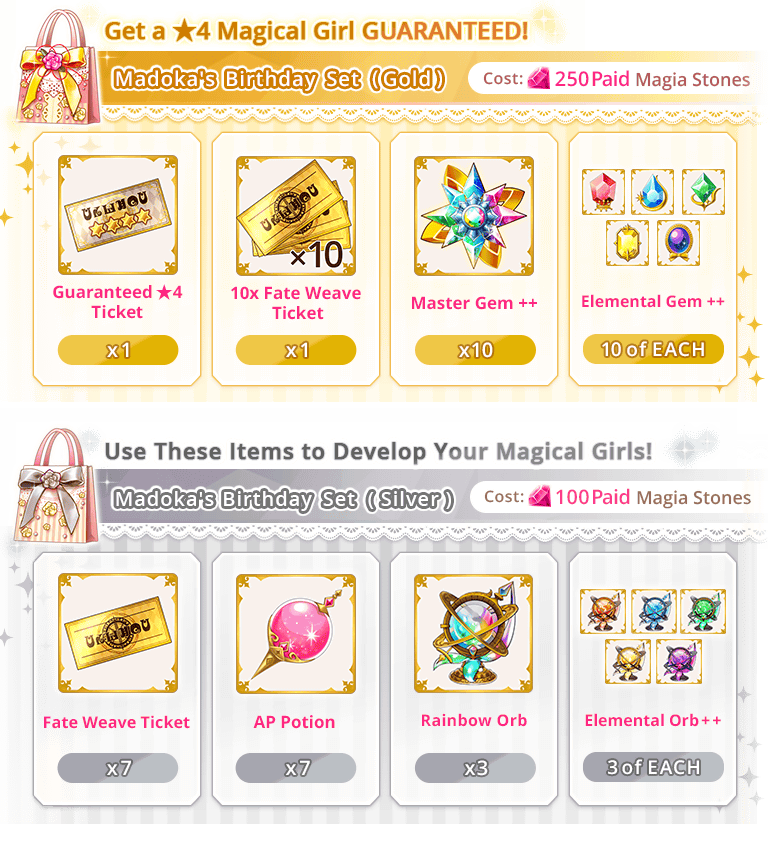 Get a ★4 Magical Girl GUARANTEED!
Madoka's Birthday Set (Gold)
Cost: 250 Paid Magia Stones
×10
Guaranteed ★4
Ticket
10x Fate Weave
Ticket
Master Gem ++
Elemental Gem ++
x1
x1
x10
10 of EACH
Use These Items to Develop Your Magical Girls!
Madoka's Birthday Set (Silver)
Cost: 100 Paid Magia Stones
Fate Weave Ticket
AP Potion
Rainbow Orb
Elemental Orb++
x7
x7
x3
3 of EACH